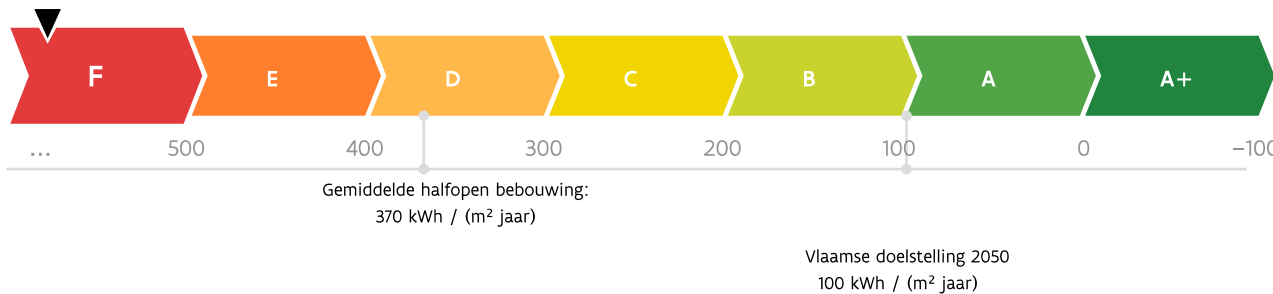 F E D C B A A+
... 500 400 300 200 100 0 −100
Gemiddelde halfopen bebouwing:
370 kWh / (m² jaar)
Vlaamse doelstelling 2050
100 kWh / (m² jaar)